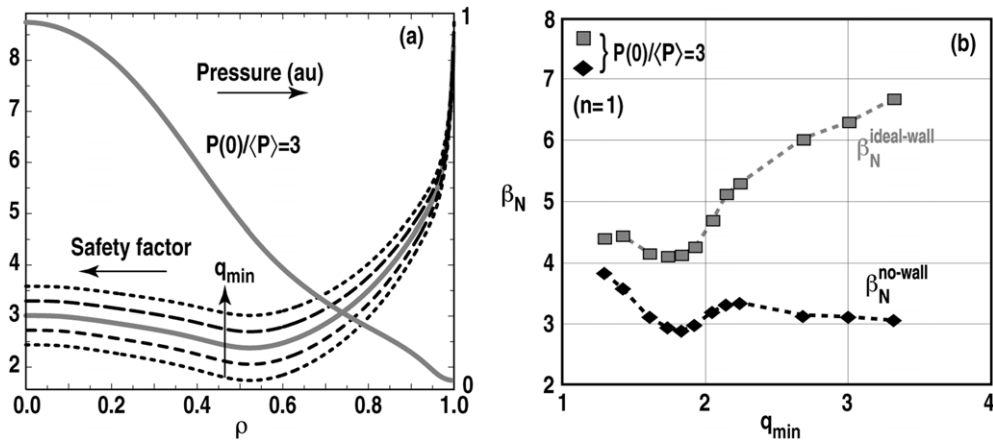 (a)
1
8
7
6
5
4
3
2
0
Pressure (au)
P(0)/⟨P⟩=3
Safety factor
q_min
0.0 0.2 0.4 0.6 0.8 1.0
ρ
(b)
8
7
6
5
4
3
2
β_N
} P(0)/⟨P⟩=3
(n=1)
β_N^ideal-wall
β_N^no-wall
1 2 3 4
q_min